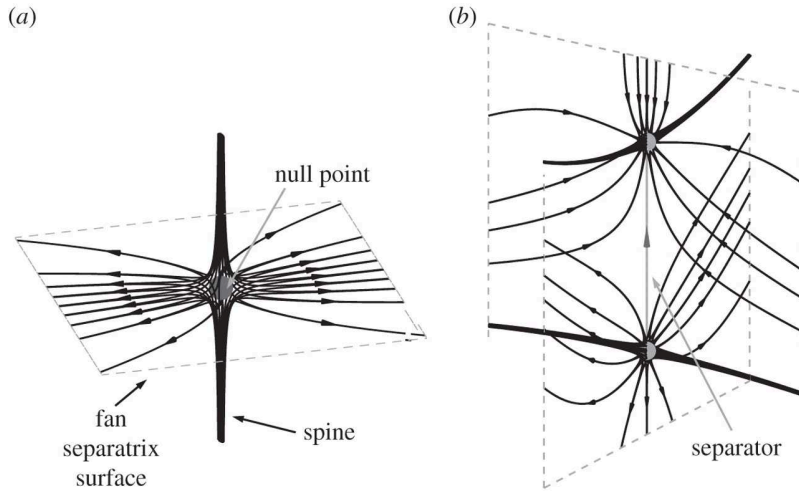 (a)
null point
fan
separatrix
surface
spine
(b)
separator